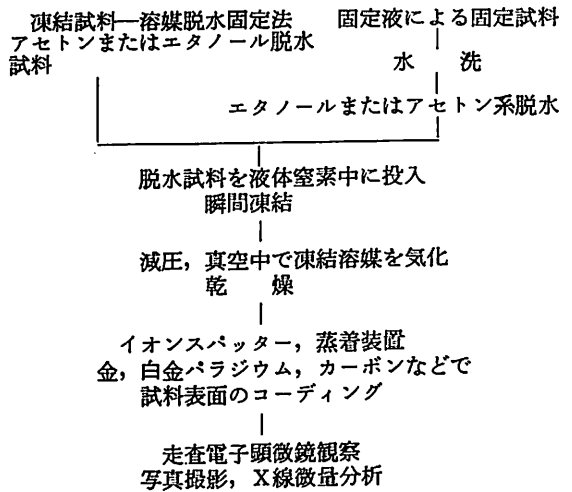 凍結試料—溶媒脱水固定法
アセトンまたはエタノール脱水
試料
固定液による固定試料
水　洗
エタノールまたはアセトン系脱水
脱水試料を液体窒素中に投入
瞬間凍結
減圧，真空中で凍結溶媒を気化
乾　燥
イオンスパッター，蒸着装置
金，白金パラジウム，カーボンなどで
試料表面のコーディング
走査電子顕微鏡観察
写真撮影，X線微量分析